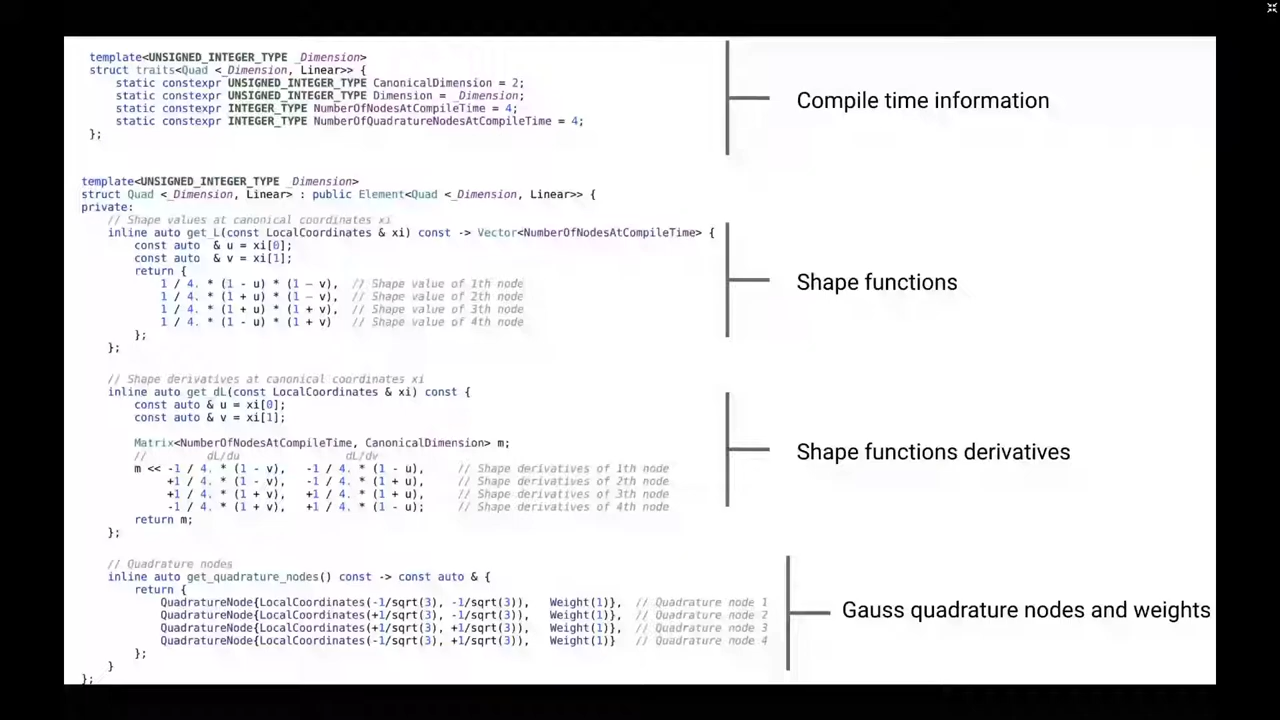 template<UNSIGNED_INTEGER_TYPE _Dimension>
struct traits<Quad <_Dimension, Linear>> {
static constexpr UNSIGNED_INTEGER_TYPE CanonicalDimension = 2;
static constexpr UNSIGNED_INTEGER_TYPE Dimension = _Dimension;
static constexpr INTEGER_TYPE NumberOfNodesAtCompileTime = 4;
static constexpr INTEGER_TYPE NumberOfQuadratureNodesAtCompileTime = 4;
};
Compile time information
template<UNSIGNED_INTEGER_TYPE _Dimension>
struct Quad <_Dimension, Linear> : public Element<Quad <_Dimension, Linear>> {
private:
// Shape values at canonical coordinates xi
inline auto get_L(const LocalCoordinates & xi) const -> Vector<NumberOfNodesAtCompileTime> {
const auto  & u = xi[0];
const auto  & v = xi[1];
return {
1 / 4. * (1 - u) * (1 – v),  // Shape value of 1th node
1 / 4. * (1 + u) * (1 – v),  // Shape value of 2th node
1 / 4. * (1 + u) * (1 + v),  // Shape value of 3th node
1 / 4. * (1 - u) * (1 + v)   // Shape value of 4th node
};
};
Shape functions
// Shape derivatives at canonical coordinates xi
inline auto get_dL(const LocalCoordinates & xi) const {
const auto & u = xi[0];
const auto & v = xi[1];
Matrix<NumberOfNodesAtCompileTime, CanonicalDimension> m;
//         dL/du                dL/dv
m << -1 / 4. * (1 - v),   -1 / 4. * (1 - u),     // Shape derivatives of 1th node
+1 / 4. * (1 - v),   -1 / 4. * (1 + u),     // Shape derivatives of 2th node
+1 / 4. * (1 + v),   +1 / 4. * (1 + u),     // Shape derivatives of 3th node
-1 / 4. * (1 + v),   +1 / 4. * (1 - u);     // Shape derivatives of 4th node
return m;
};
Shape functions derivatives
// Quadrature nodes
inline auto get_quadrature_nodes() const -> const auto & {
return {
QuadratureNode{LocalCoordinates(-1/sqrt(3), -1/sqrt(3)),   Weight(1)},  // Quadrature node 1
QuadratureNode{LocalCoordinates(+1/sqrt(3), -1/sqrt(3)),   Weight(1)},  // Quadrature node 2
QuadratureNode{LocalCoordinates(+1/sqrt(3), +1/sqrt(3)),   Weight(1)},  // Quadrature node 3
QuadratureNode{LocalCoordinates(-1/sqrt(3), +1/sqrt(3)),   Weight(1)}   // Quadrature node 4
};
}
};
Gauss quadrature nodes and weights